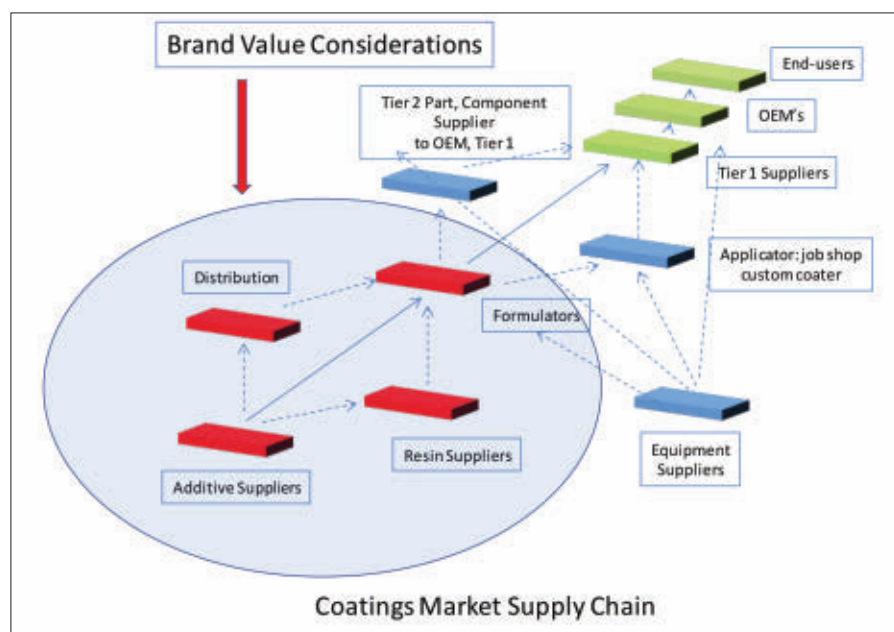 Brand Value Considerations
End-users
Tier 2 Part, Component
Supplier
to OEM, Tier 1
OEM's
Tier 1 Suppliers
Distribution
Applicator: job shop
custom coater
Formulators
Resin Suppliers
Equipment
Suppliers
Additive Suppliers
Coatings Market Supply Chain